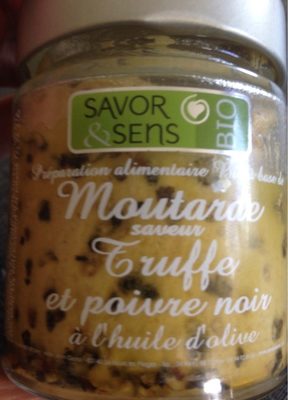 SAVOR
& SENS
BIO
Préparation alimentaire
Moutarde
saveur
Truffe
et poivre noir
à l'huile d'olive